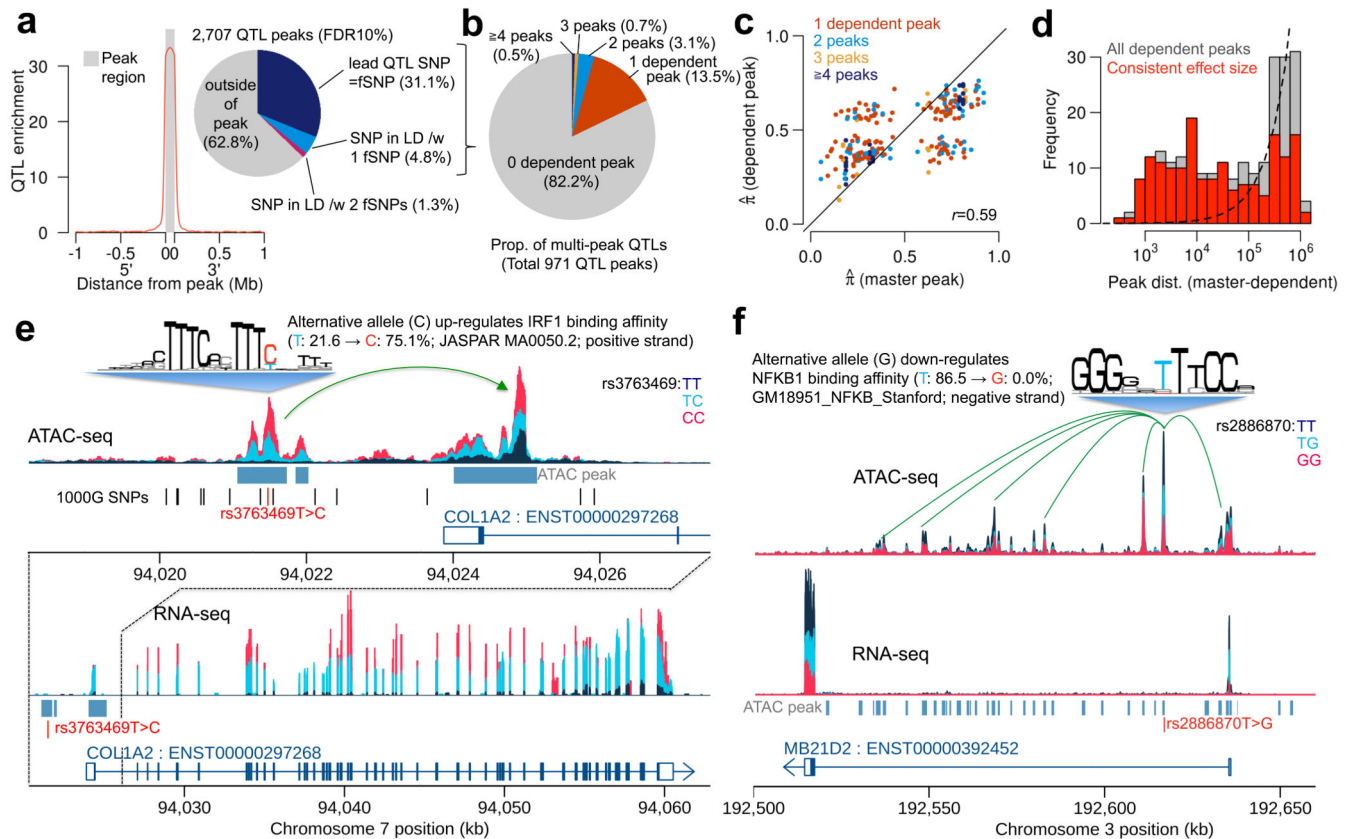 a
QTL enrichment
30
20
10
0
Peak
region
2,707 QTL peaks (FDR10%)
outside of
peak
(62.8%)
lead QTL SNP
=fSNP (31.1%)
SNP in LD /w
1 fSNP (4.8%)
SNP in LD /w 2 fSNPs (1.3%)
-1 -0.5 00 0.5 1
5' 3'
Distance from peak (Mb)
b
≥4 peaks
(0.5%)
3 peaks (0.7%)
2 peaks (3.1%)
1 dependent
peak (13.5%)
0 dependent peak
(82.2%)
Prop. of multi-peak QTLs
(Total 971 QTL peaks)
c
1 dependent peak
2 peaks
3 peaks
≥4 peaks
π̂ (dependent peak)
1.0
0.5
0.0
r=0.59
0.0 0.5 1.0
π̂ (master peak)
d
All dependent peaks
Consistent effect size
Frequency
30
20
10
0
10³ 10⁴ 10⁵ 10⁶
Peak dist. (master-dependent)
e
Alternative allele (C) up-regulates IRF1 binding affinity
(T: 21.6 → C: 75.1%; JASPAR MA0050.2; positive strand)
rs3763469:TT
TC
CC
ATAC-seq
ATAC peak
1000G SNPs
rs3763469T>C
COL1A2 : ENST00000297268
94,020 94,022 94,024 94,026
RNA-seq
rs3763469T>C
COL1A2 : ENST00000297268
94,030 94,040 94,050 94,060
Chromosome 7 position (kb)
f
Alternative allele (G) down-regulates
NFKB1 binding affinity (T: 86.5 → G: 0.0%;
GM18951_NFKB_Stanford; negative strand)
rs2886870:TT
TG
GG
ATAC-seq
RNA-seq
ATAC peak
rs2886870T>G
MB21D2 : ENST00000392452
192,500 192,550 192,600 192,650
Chromosome 3 position (kb)